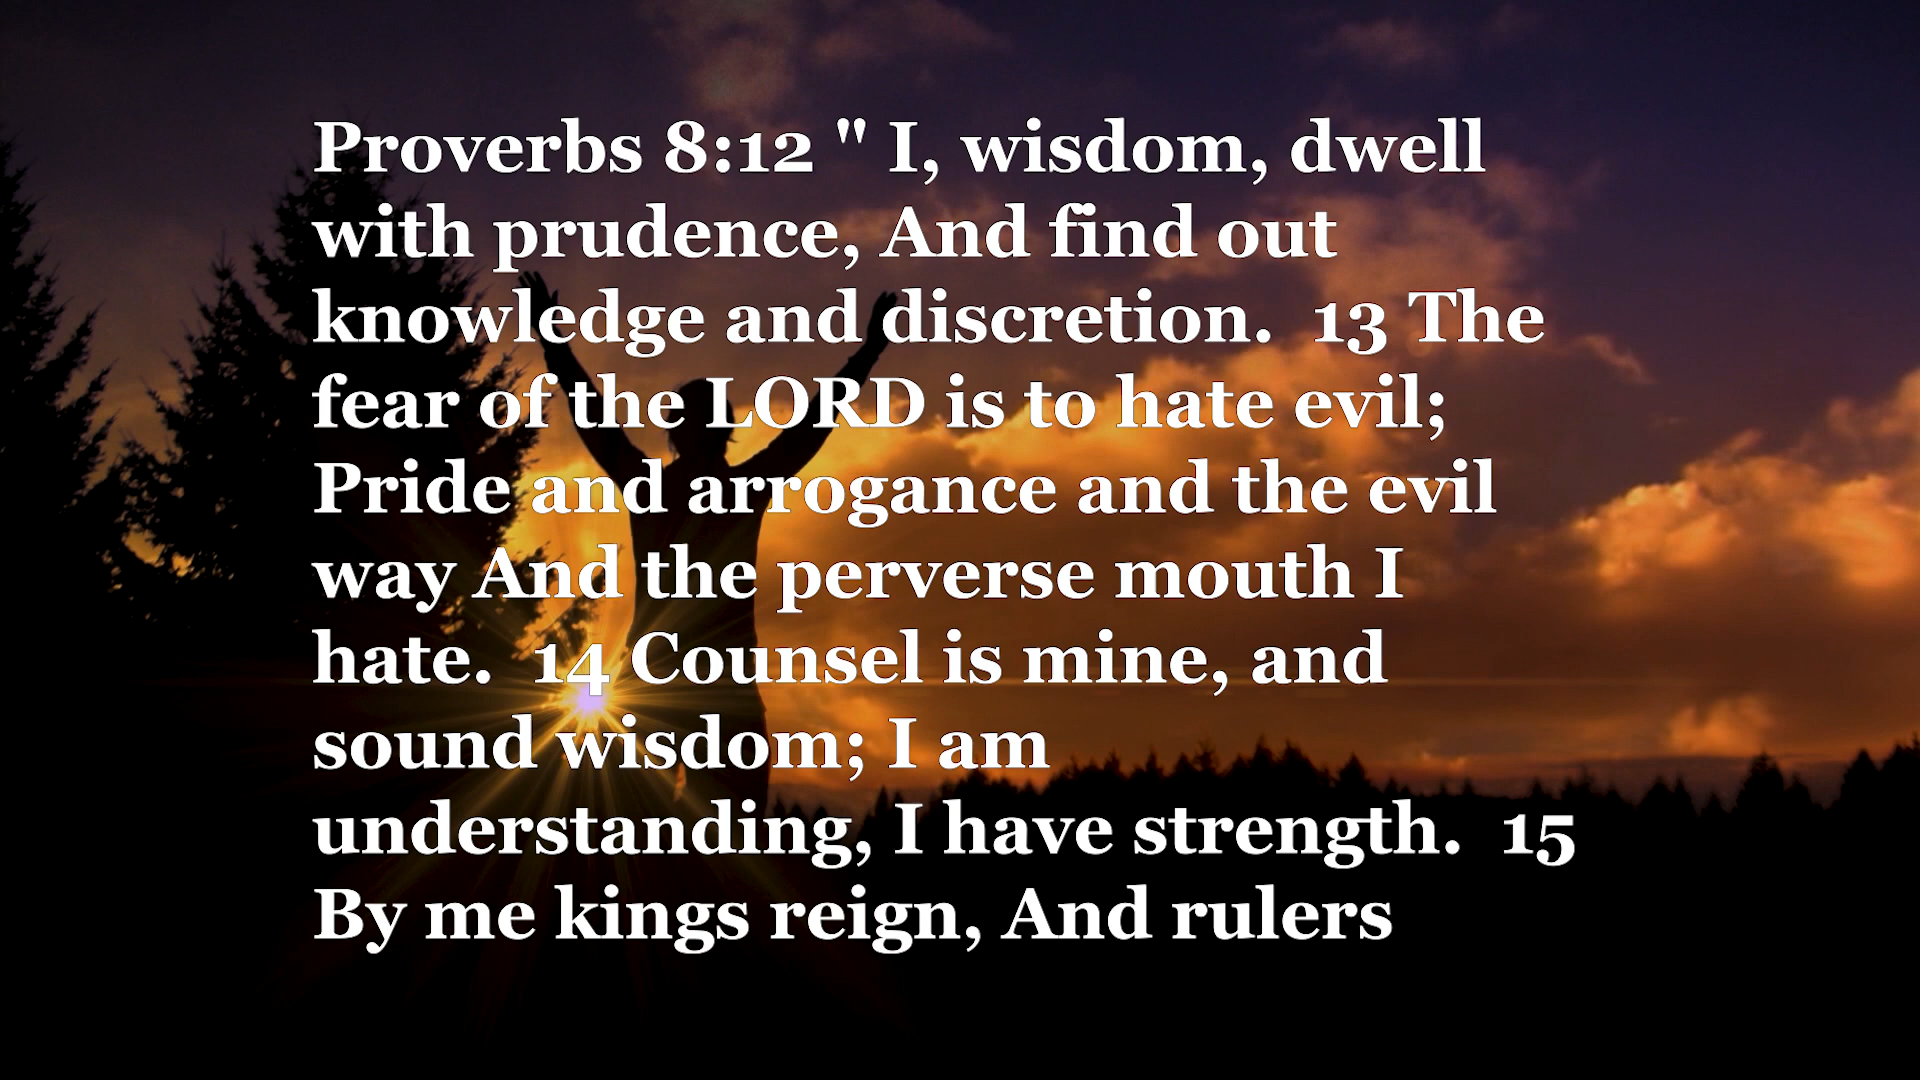 Proverbs 8:12 " I, wisdom, dwell
with prudence, And find out
knowledge and discretion.  13 The
fear of the LORD is to hate evil;
Pride and arrogance and the evil
way And the perverse mouth I
hate.  14 Counsel is mine, and
sound wisdom; I am
understanding, I have strength.  15
By me kings reign, And rulers